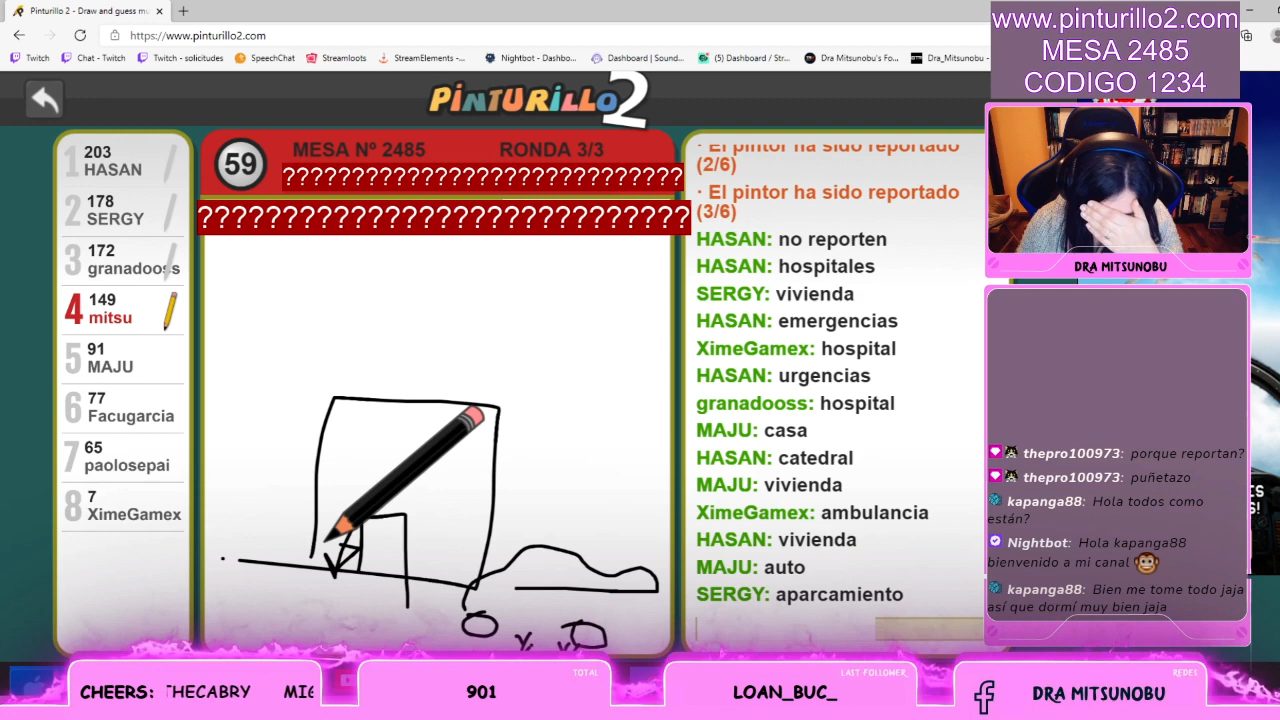 Pinturillo 2 - Draw and guess mu
https://www.pinturillo2.com
Twitch
Chat - Twitch
Twitch - solicitudes
SpeechChat
Streamloots
StreamElements -...
Nightbot - Dashbo...
Dashboard | Sound...
(5) Dashboard / Str...
Dra Mitsunobu's Fo...
Dra_Mitsunobu -
www.pinturillo2.com
MESA 2485
CODIGO 1234
PiNTURiLLO2
1 203
HASAN
2 178
SERGY
3 172
granadooss
4 149
mitsu
5 91
MAJU
6 77
Facugarcia
7 65
paolosepai
8 7
XimeGamex
59
MESA Nº 2485 RONDA 3/3
?????????????????????????????
?????????????????????????????
· El pintor ha sido reportado
(2/6)
· El pintor ha sido reportado
(3/6)
HASAN: no reporten
HASAN: hospitales
SERGY: vivienda
HASAN: emergencias
XimeGamex: hospital
HASAN: urgencias
granadooss: hospital
MAJU: casa
HASAN: catedral
MAJU: vivienda
XimeGamex: ambulancia
HASAN: vivienda
MAJU: auto
SERGY: aparcamiento
DRA MITSUNOBU
thepro100973: porque reportan?
thepro100973: puñetazo
kapanga88: Hola todos como
están?
Nightbot: Hola kapanga88
bienvenido a mi canal
kapanga88: Bien me tome todo jaja
así que dormí muy bien jaja
CHEERS: THECABRY
TOTAL
901
LAST FOLLOWER
LOAN_BUC_
REDES
DRA MITSUNOBU